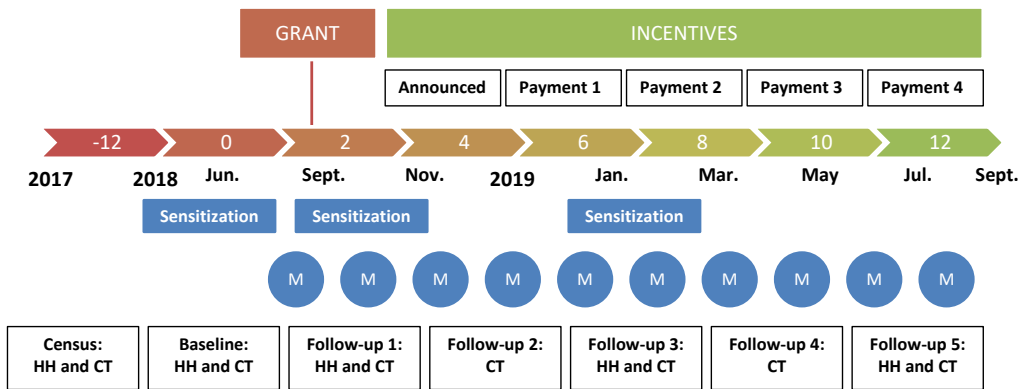 GRANT
INCENTIVES
Announced
Payment 1
Payment 2
Payment 3
Payment 4
-12
0
2
4
6
8
10
12
2017
2018
Jun.
Sept.
Nov.
2019
Jan.
Mar.
May
Jul.
Sept.
Sensitization
Sensitization
Sensitization
M
M
M
M
M
M
M
M
M
M
Census:
HH and CT
Baseline:
HH and CT
Follow-up 1:
HH and CT
Follow-up 2:
CT
Follow-up 3:
HH and CT
Follow-up 4:
CT
Follow-up 5:
HH and CT